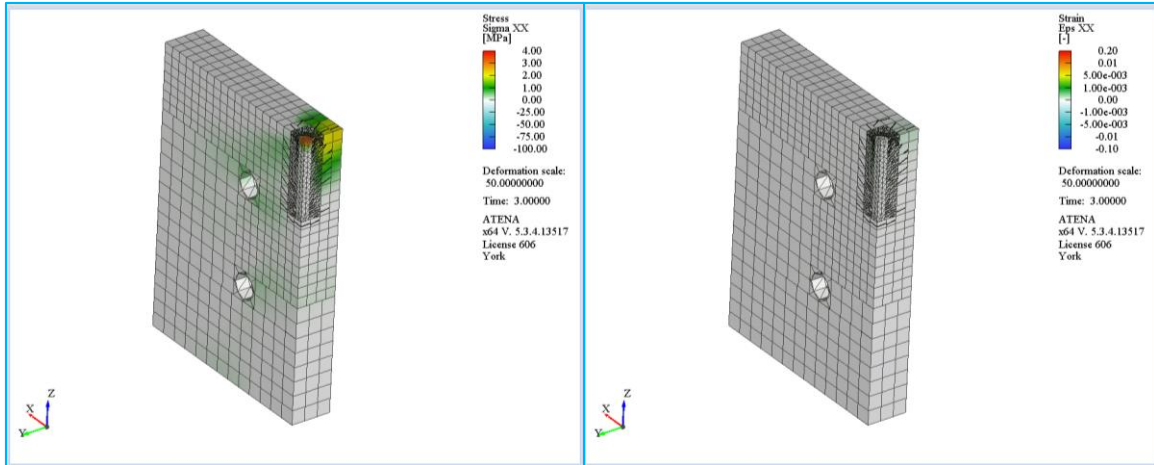 Stress
Sigma XX
[MPa]
4.00
3.00
2.00
1.00
0.00
-25.00
-50.00
-75.00
-100.00
Deformation scale:
50.00000000
Time: 3.00000
ATENA
x64 V. 5.3.4.13517
License 606
York
Z
X
Y
Strain
Eps XX
[-]
0.20
0.01
5.00e-003
1.00e-003
0.00
-1.00e-003
-5.00e-003
-0.01
-0.10
Deformation scale:
50.00000000
Time: 3.00000
ATENA
x64 V. 5.3.4.13517
License 606
York
Z
X
Y